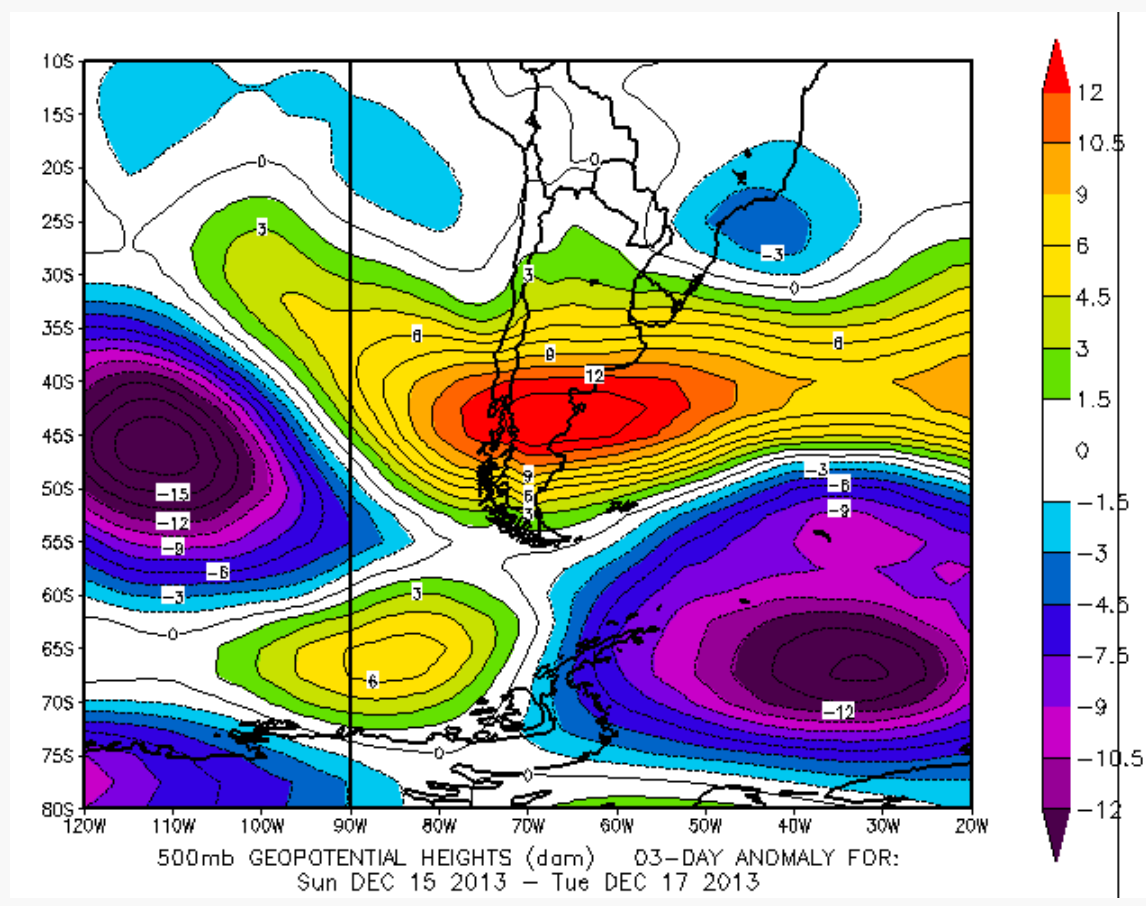 10S
15S
20S
25S
30S
35S
40S
45S
50S
55S
60S
65S
70S
75S
80S
0
0
3
-3
0
3
6
6
9
12
-15
-12
-9
-6
-3
0
9
6
3
-3
-6
-9
3
6
-12
0
0
120W 110W 100W 90W 80W 70W 60W 50W 40W 30W 20W
12
10.5
9
6
4.5
3
1.5
0
-1.5
-3
-4.5
-7.5
-9
-10.5
-12
500mb GEOPOTENTIAL HEIGHTS (dam) 03-DAY ANOMALY FOR:
Sun DEC 15 2013 - Tue DEC 17 2013